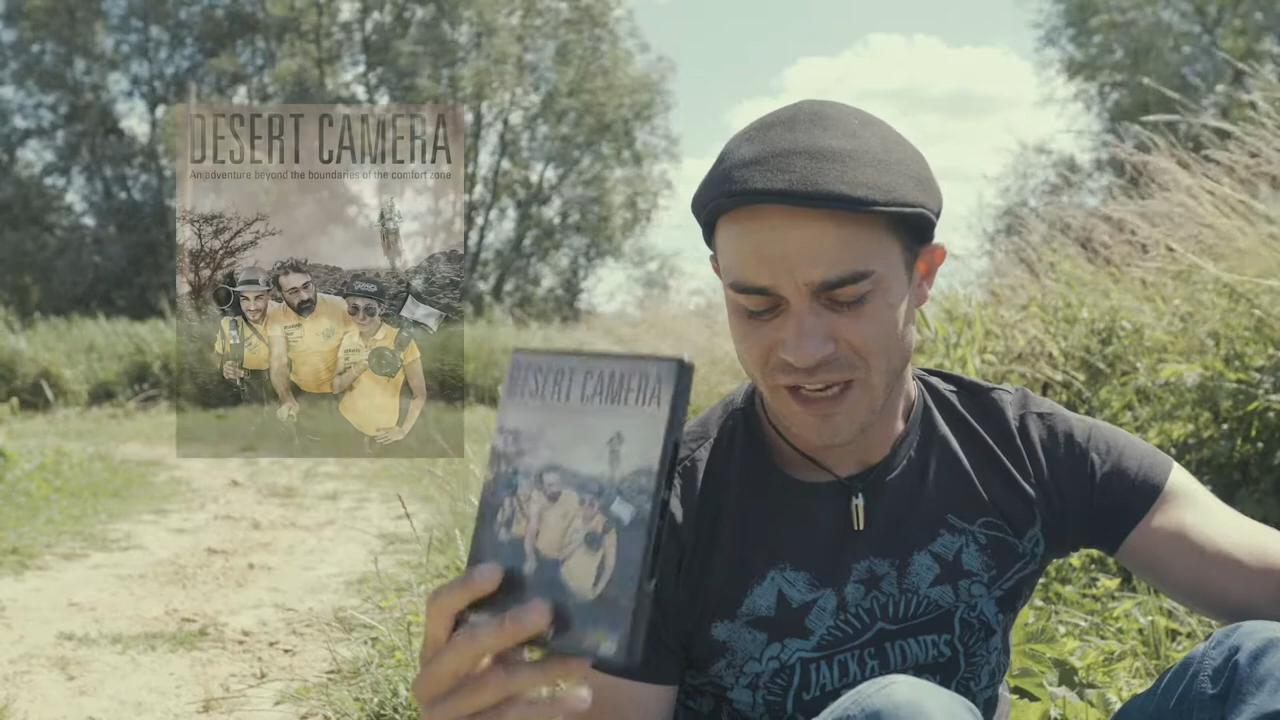 DESERT CAMERA
An adventure beyond the boundaries of the comfort zone
DESERT CAMERA
JACK & JONES